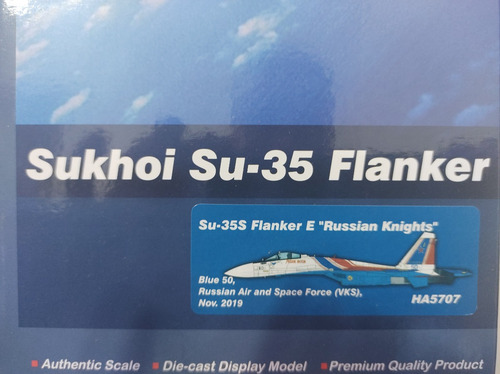 Sukhoi Su-35 Flanker
Su-35S Flanker E "Russian Knights"
Blue 50,
Russian Air and Space Force (VKS),
Nov. 2019
HA5707
▪ Authentic Scale ▪ Die-cast Display Model ▪ Premium Quality Product